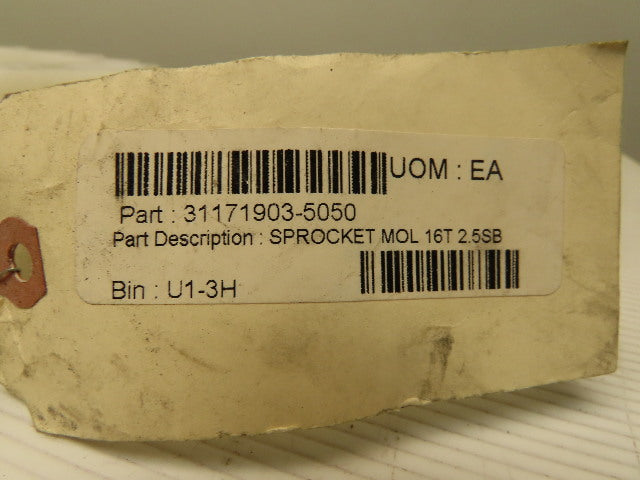 UOM : EA
Part : 31171903-5050
Part Description : SPROCKET MOL 16T 2.5SB
Bin : U1-3H